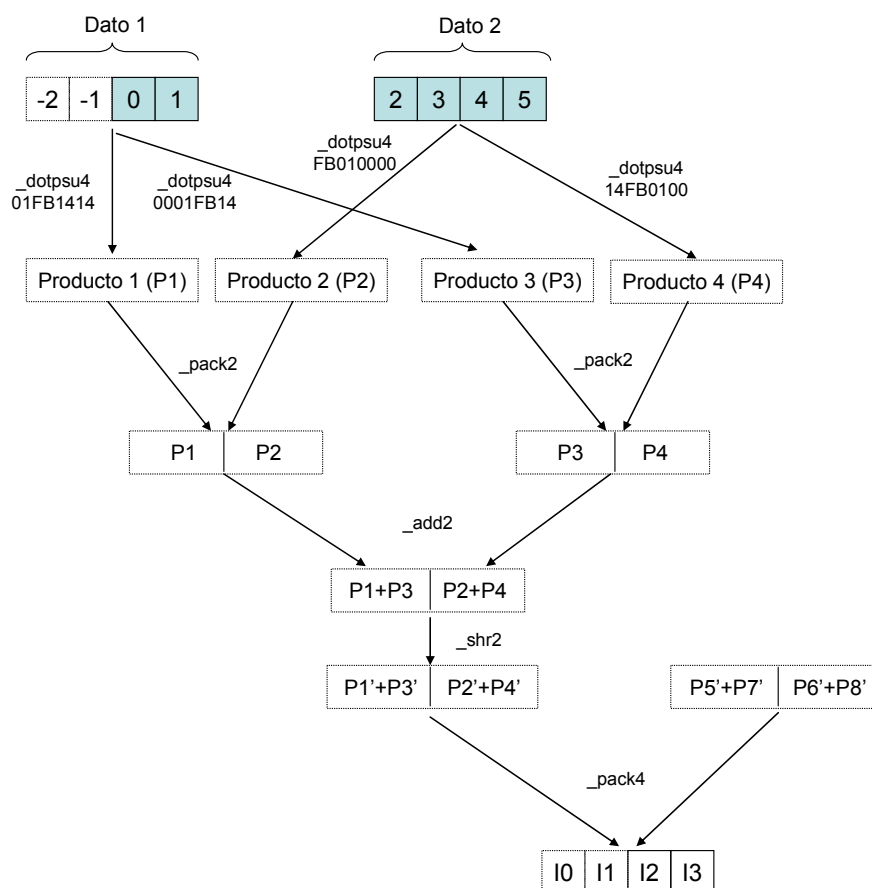 Dato 1 Dato 2
-2 -1 0 1 2 3 4 5
_dotpsu4
01FB1414
_dotpsu4
0001FB14
_dotpsu4
FB010000
_dotpsu4
14FB0100
Producto 1 (P1) Producto 2 (P2) Producto 3 (P3) Producto 4 (P4)
_pack2 _pack2
P1 P2 P3 P4
_add2
P1+P3 P2+P4
_shr2
P1'+P3' P2'+P4' P5'+P7' P6'+P8'
_pack4
I0 I1 I2 I3